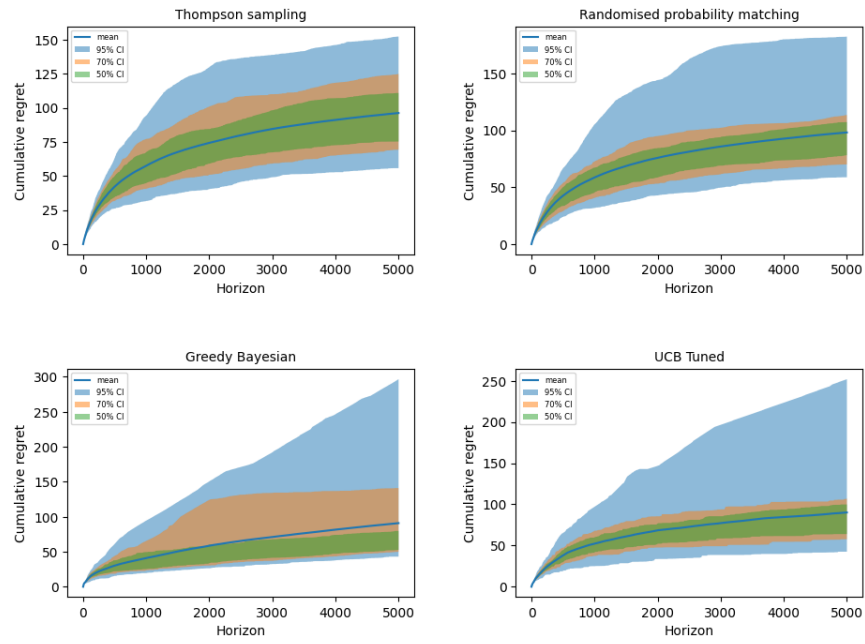 Thompson sampling
Cumulative regret
150
125
100
75
50
25
0
mean
95% CI
70% CI
50% CI
0 1000 2000 3000 4000 5000
Horizon
Randomised probability matching
Cumulative regret
150
100
50
0
mean
95% CI
70% CI
50% CI
0 1000 2000 3000 4000 5000
Horizon
Greedy Bayesian
Cumulative regret
300
250
200
150
100
50
0
mean
95% CI
70% CI
50% CI
0 1000 2000 3000 4000 5000
Horizon
UCB Tuned
Cumulative regret
250
200
150
100
50
0
mean
95% CI
70% CI
50% CI
0 1000 2000 3000 4000 5000
Horizon